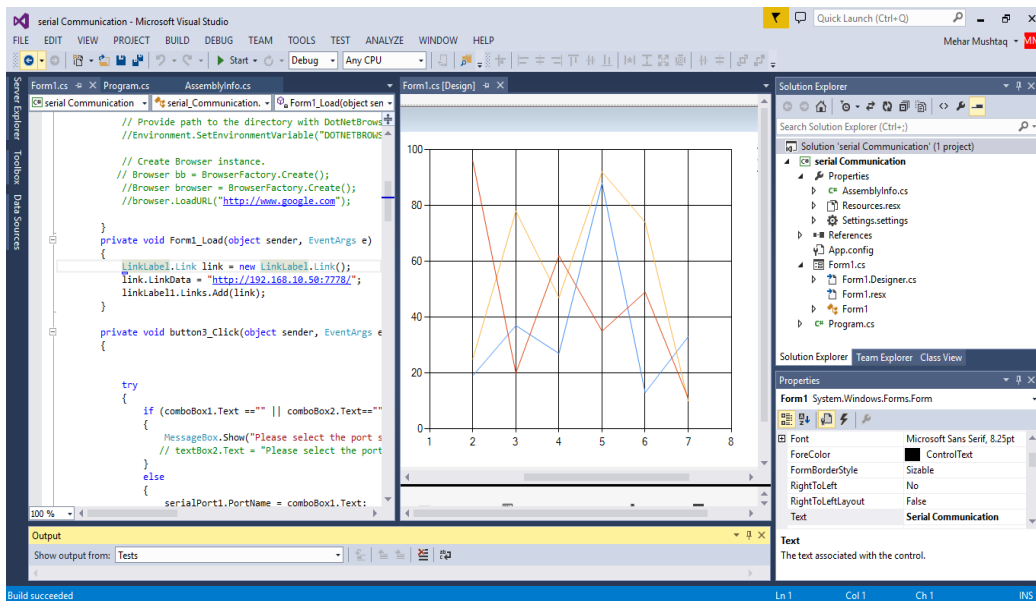 serial Communication - Microsoft Visual Studio
Quick Launch (Ctrl+Q)
FILE EDIT VIEW PROJECT BUILD DEBUG TEAM TOOLS TEST ANALYZE WINDOW HELP
Mehar Mushtaq
MM
Start Debug Any CPU
Server Explorer
Toolbox
Data Sources
Form1.cs Program.cs AssemblyInfo.cs
serial Communication serial_Communication. Form1_Load(object sen
// Provide path to the directory with DotNetBrows
//Environment.SetEnvironmentVariable("DOTNETBROWS
// Create Browser instance.
// Browser bb = BrowserFactory.Create();
//Browser browser = BrowserFactory.Create();
//browser.LoadURL("http://www.google.com");
}
private void Form1_Load(object sender, EventArgs e)
{
LinkLabel.Link link = new LinkLabel.Link();
link.LinkData = "http://192.168.10.50:7778/";
linkLabel1.Links.Add(link);
}
private void button3_Click(object sender, EventArgs e
{
try
{
if (comboBox1.Text =="" || comboBox2.Text==""
{
MessageBox.Show("Please select the port s
// textBox2.Text = "Please select the port
}
else
{
serialPort1.PortName = comboBox1.Text;
100 %
Form1.cs [Design]
100
80
60
40
20
0
1 2 3 4 5 6 7 8
Solution Explorer
Search Solution Explorer (Ctrl+;)
Solution 'serial Communication' (1 project)
serial Communication
Properties
AssemblyInfo.cs
Resources.resx
Settings.settings
References
App.config
Form1.cs
Form1.Designer.cs
Form1.resx
Form1
Program.cs
Solution Explorer Team Explorer Class View
Properties
Form1 System.Windows.Forms.Form
Font Microsoft Sans Serif, 8.25pt
ForeColor ControlText
FormBorderStyle Sizable
RightToLeft No
RightToLeftLayout False
Text Serial Communication
Text
The text associated with the control.
Output
Show output from: Tests
Build succeeded
Ln 1 Col 1 Ch 1 INS